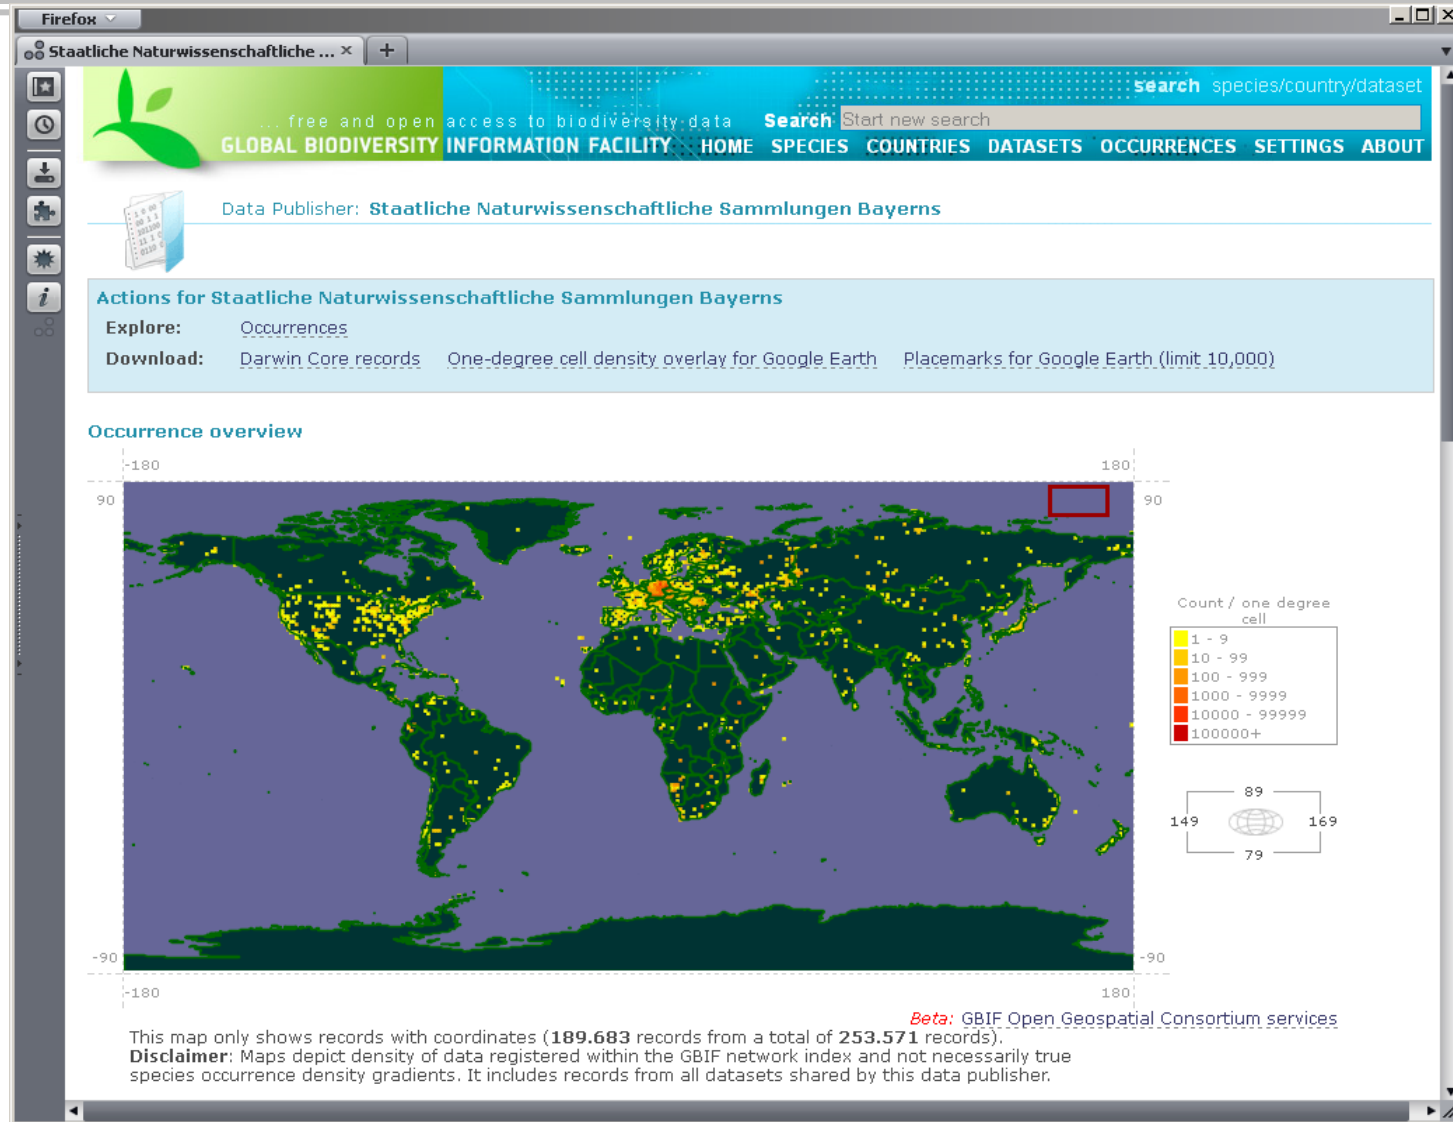 Firefox
Staatliche Naturwissenschaftliche ... × +
search species/country/dataset
... free and open access to biodiversity data Search Start new search
GLOBAL BIODIVERSITY INFORMATION FACILITY HOME SPECIES COUNTRIES DATASETS OCCURRENCES SETTINGS ABOUT
Data Publisher: Staatliche Naturwissenschaftliche Sammlungen Bayerns
Actions for Staatliche Naturwissenschaftliche Sammlungen Bayerns
Explore: Occurrences
Download: Darwin Core records One-degree cell density overlay for Google Earth Placemarks for Google Earth (limit 10,000)
Occurrence overview
-180 180
90 90
Count / one degree
cell
1 - 9
10 - 99
100 - 999
1000 - 9999
10000 - 99999
100000+
89
149 169
79
-90 -90
-180 180
Beta: GBIF Open Geospatial Consortium services
This map only shows records with coordinates (189.683 records from a total of 253.571 records).
Disclaimer: Maps depict density of data registered within the GBIF network index and not necessarily true
species occurrence density gradients. It includes records from all datasets shared by this data publisher.